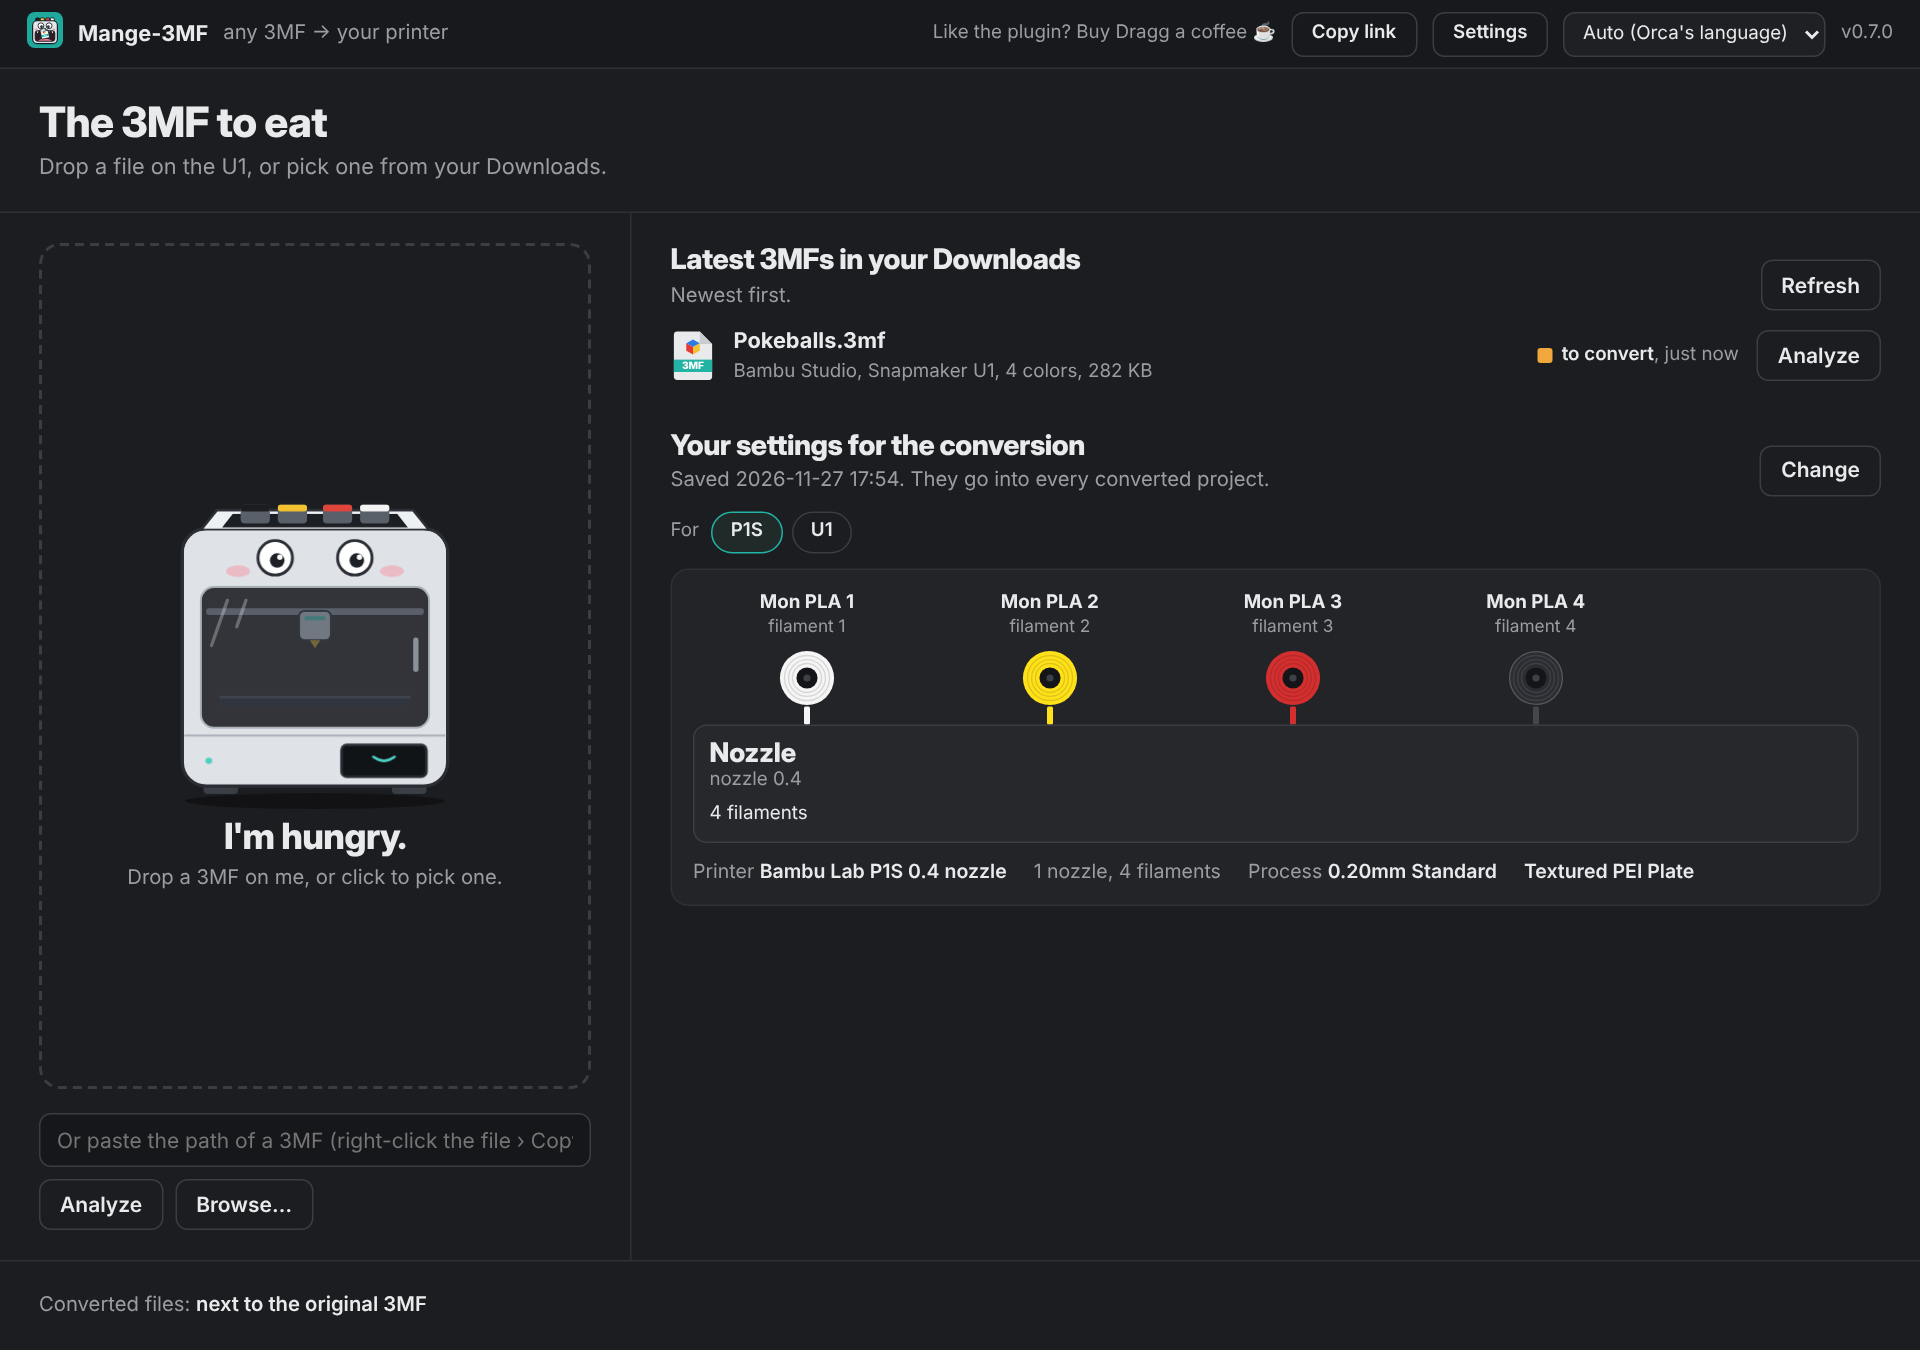 Mange-3MF any 3MF → your printer
Like the plugin? Buy Dragg a coffee ☕ Copy link Settings Auto (Orca's language) v0.7.0
The 3MF to eat
Drop a file on the U1, or pick one from your Downloads.
Latest 3MFs in your Downloads
Newest first.
Refresh
3MF
Pokeballs.3mf
Bambu Studio, Snapmaker U1, 4 colors, 282 KB
to convert, just now
Analyze
Your settings for the conversion
Saved 2026-11-27 17:54. They go into every converted project.
Change
For P1S U1
Mon PLA 1 Mon PLA 2 Mon PLA 3 Mon PLA 4
filament 1 filament 2 filament 3 filament 4
Nozzle
nozzle 0.4
4 filaments
Printer Bambu Lab P1S 0.4 nozzle 1 nozzle, 4 filaments Process 0.20mm Standard Textured PEI Plate
I'm hungry.
Drop a 3MF on me, or click to pick one.
Or paste the path of a 3MF (right-click the file › Cop
Analyze Browse...
Converted files: next to the original 3MF